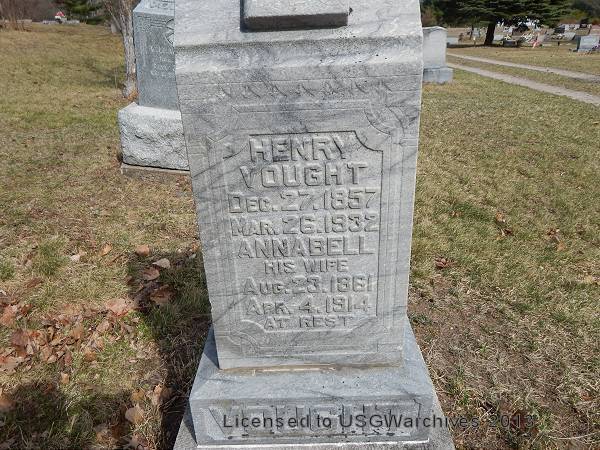 HENRY
VOUGHT
DEC. 27. 1857
MAR. 26. 1932
ANNABELL
HIS WIFE
AUG. 23. 1861
APR. 4. 1914
AT REST
VOUGHT
Licensed to USGWarchives 2013